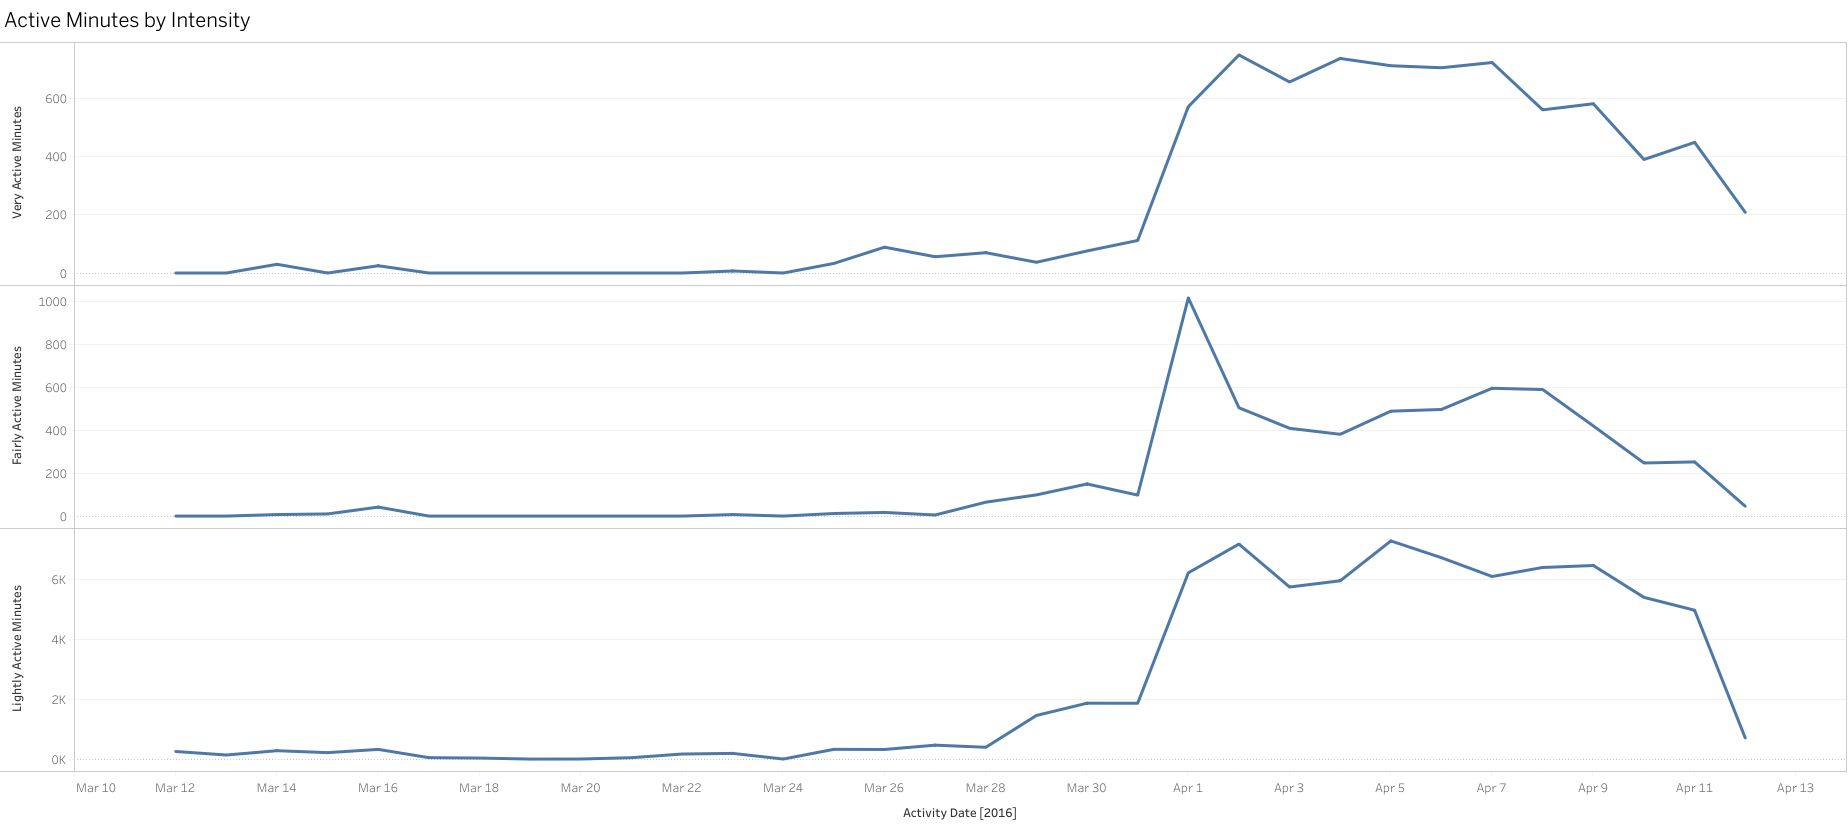 Active Minutes by Intensity
Very Active Minutes
600
400
200
0
Fairly Active Minutes
1000
800
600
400
200
0
Lightly Active Minutes
6K
4K
2K
0K
Mar 10 Mar 12 Mar 14 Mar 16 Mar 18 Mar 20 Mar 22 Mar 24 Mar 26 Mar 28 Mar 30 Apr 1 Apr 3 Apr 5 Apr 7 Apr 9 Apr 11 Apr 13
Activity Date [2016]